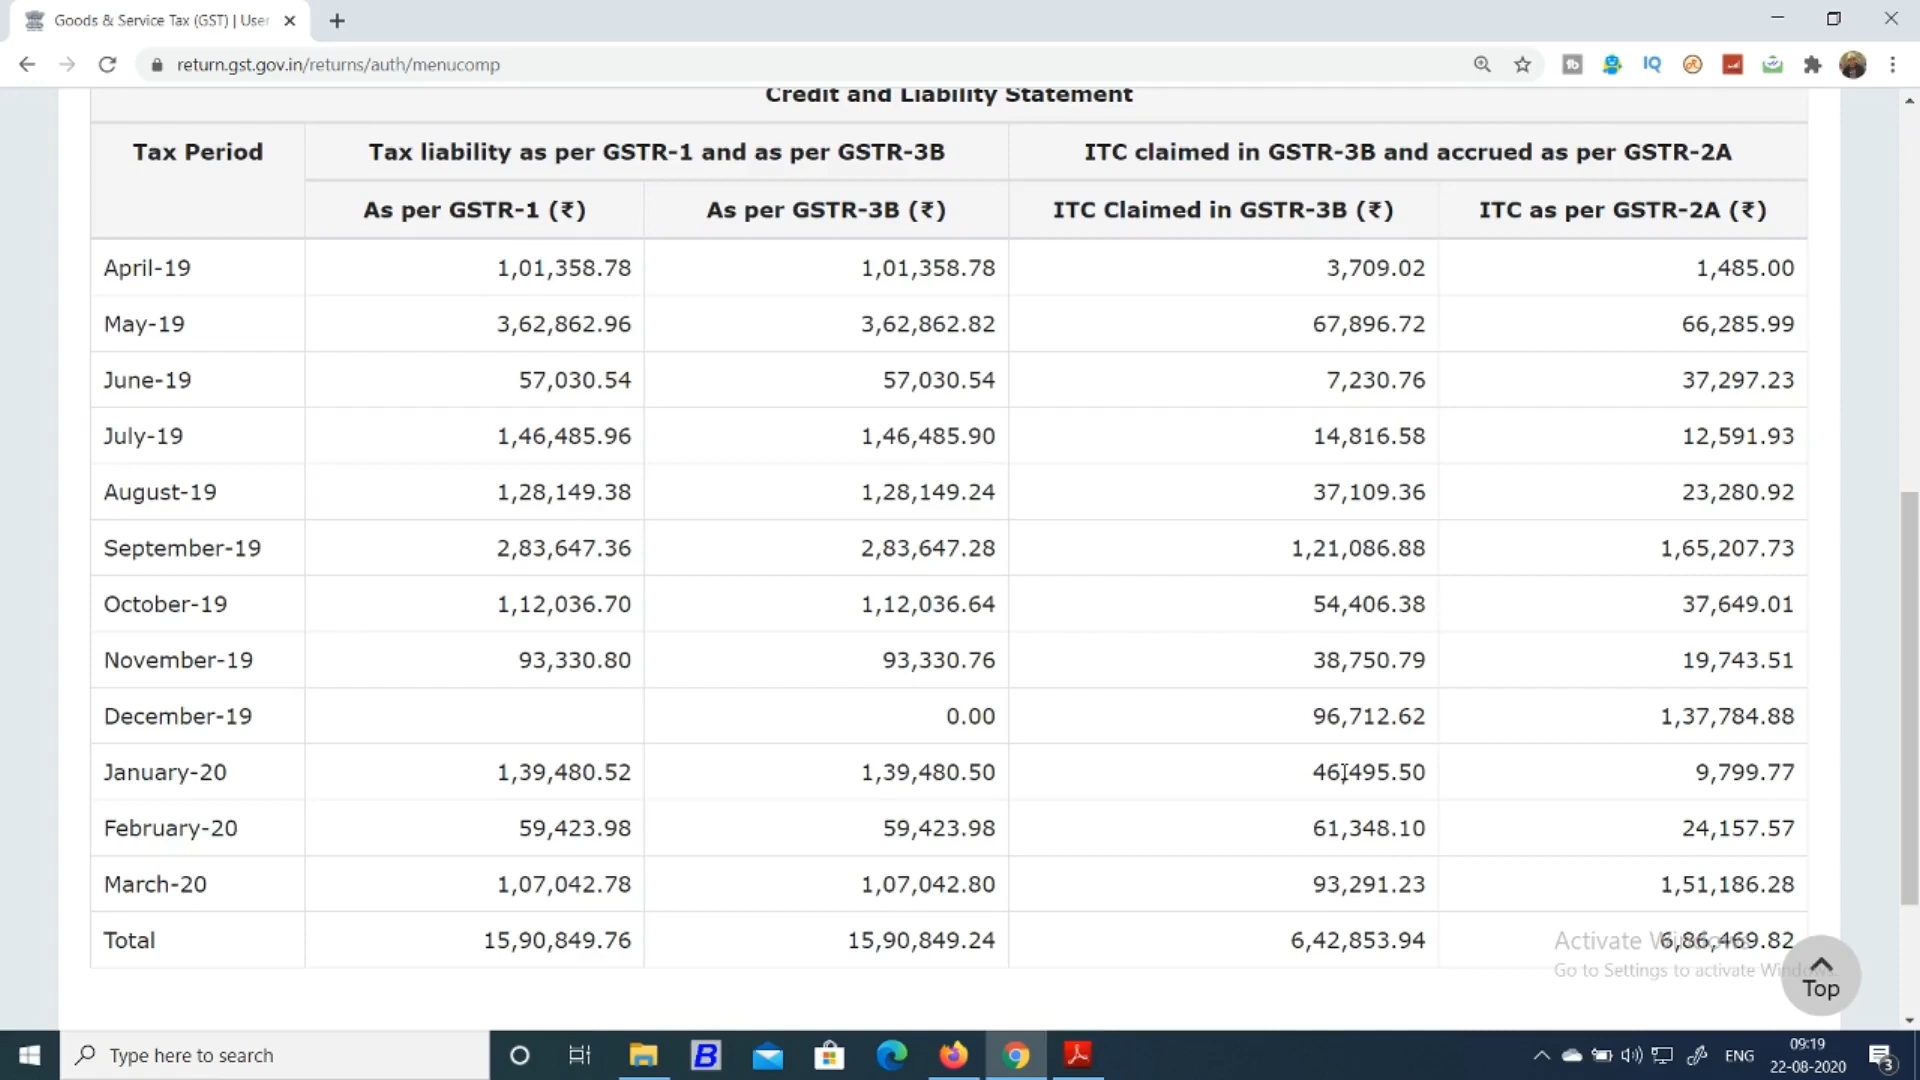 Goods & Service Tax (GST) | User
return.gst.gov.in/returns/auth/menucomp
Credit and Liability Statement
Tax Period
Tax liability as per GSTR-1 and as per GSTR-3B
ITC claimed in GSTR-3B and accrued as per GSTR-2A
As per GSTR-1 (₹)
As per GSTR-3B (₹)
ITC Claimed in GSTR-3B (₹)
ITC as per GSTR-2A (₹)
April-19 1,01,358.78 1,01,358.78 3,709.02 1,485.00
May-19 3,62,862.96 3,62,862.82 67,896.72 66,285.99
June-19 57,030.54 57,030.54 7,230.76 37,297.23
July-19 1,46,485.96 1,46,485.90 14,816.58 12,591.93
August-19 1,28,149.38 1,28,149.24 37,109.36 23,280.92
September-19 2,83,647.36 2,83,647.28 1,21,086.88 1,65,207.73
October-19 1,12,036.70 1,12,036.64 54,406.38 37,649.01
November-19 93,330.80 93,330.76 38,750.79 19,743.51
December-19 0.00 96,712.62 1,37,784.88
January-20 1,39,480.52 1,39,480.50 46,495.50 9,799.77
February-20 59,423.98 59,423.98 61,348.10 24,157.57
March-20 1,07,042.78 1,07,042.80 93,291.23 1,51,186.28
Total 15,90,849.76 15,90,849.24 6,42,853.94 6,86,469.82
Activate Windows
Go to Settings to activate Windows.
Top
Type here to search
ENG
09:19
22-08-2020
3